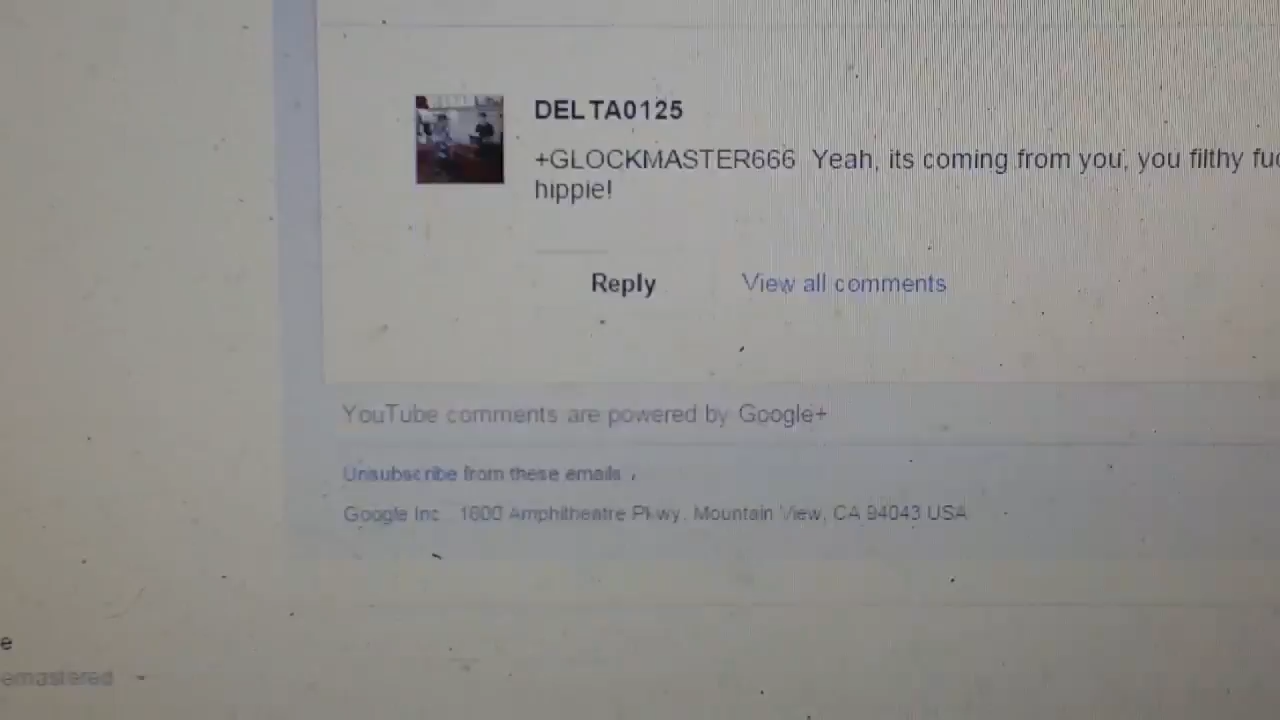 DELTA0125
+GLOCKMASTER666 Yeah, its coming from you, you filthy fuc
hippie!
Reply View all comments
YouTube comments are powered by Google+
Unsubscribe from these emails
Google Inc. 1600 Amphitheatre Pkwy, Mountain View, CA 94043 USA
e
emastered